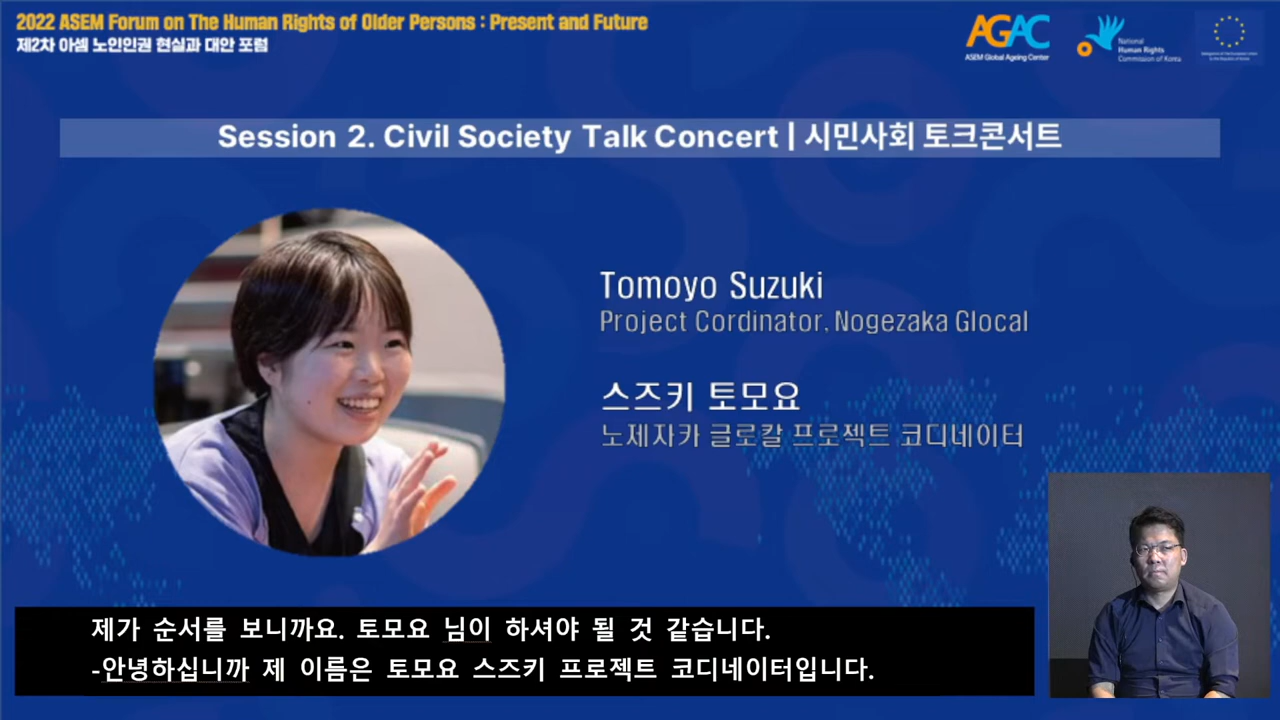 2022 ASEM Forum on The Human Rights of Older Persons : Present and Future
제2차 아셈 노인인권 현실과 대안 포럼
AGAC
ASEM Global Ageing Center
National
Human Rights
Commission of Korea
Session 2. Civil Society Talk Concert | 시민사회 토크콘서트
Tomoyo Suzuki
Project Cordinator, Nogezaka Glocal
스즈키 토모요
노제자카 글로칼 프로젝트 코디네이터
제가 순서를 보니까요. 토모요 님이 하셔야 될 것 같습니다.
-안녕하십니까 제 이름은 토모요 스즈키 프로젝트 코디네이터입니다.